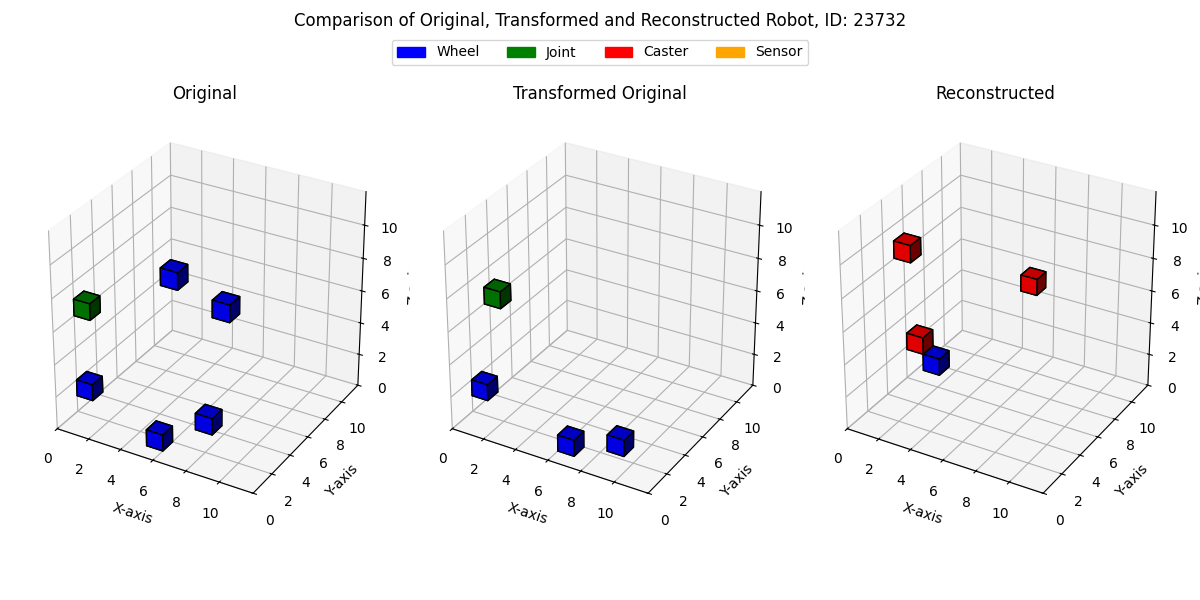 Comparison of Original, Transformed and Reconstructed Robot, ID: 23732
Wheel Joint Caster Sensor
Original Transformed Original Reconstructed
10
8
6
4
2
0
0 2 4 6 8 10
X-axis
0 2 4 6 8 10
Y-axis
10
8
6
4
2
0
0 2 4 6 8 10
X-axis
0 2 4 6 8 10
Y-axis
10
8
6
4
2
0
0 2 4 6 8 10
X-axis
0 2 4 6 8 10
Y-axis